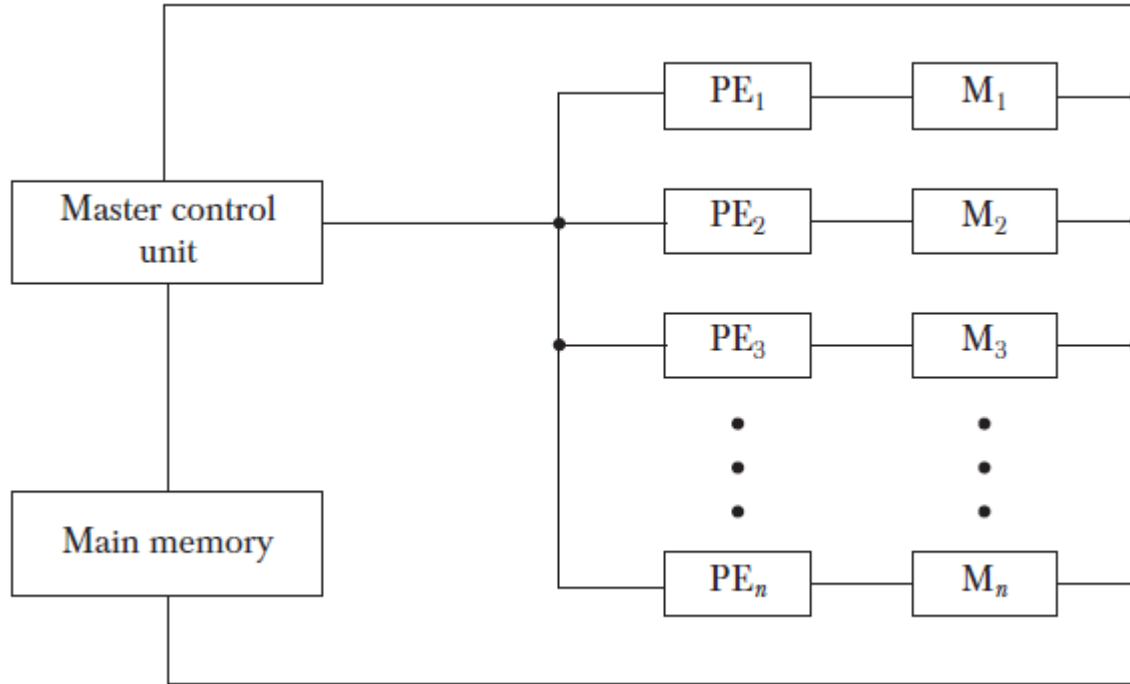 PE₁ M₁
Master control
unit
PE₂ M₂
PE₃ M₃
Main memory
PEₙ Mₙ